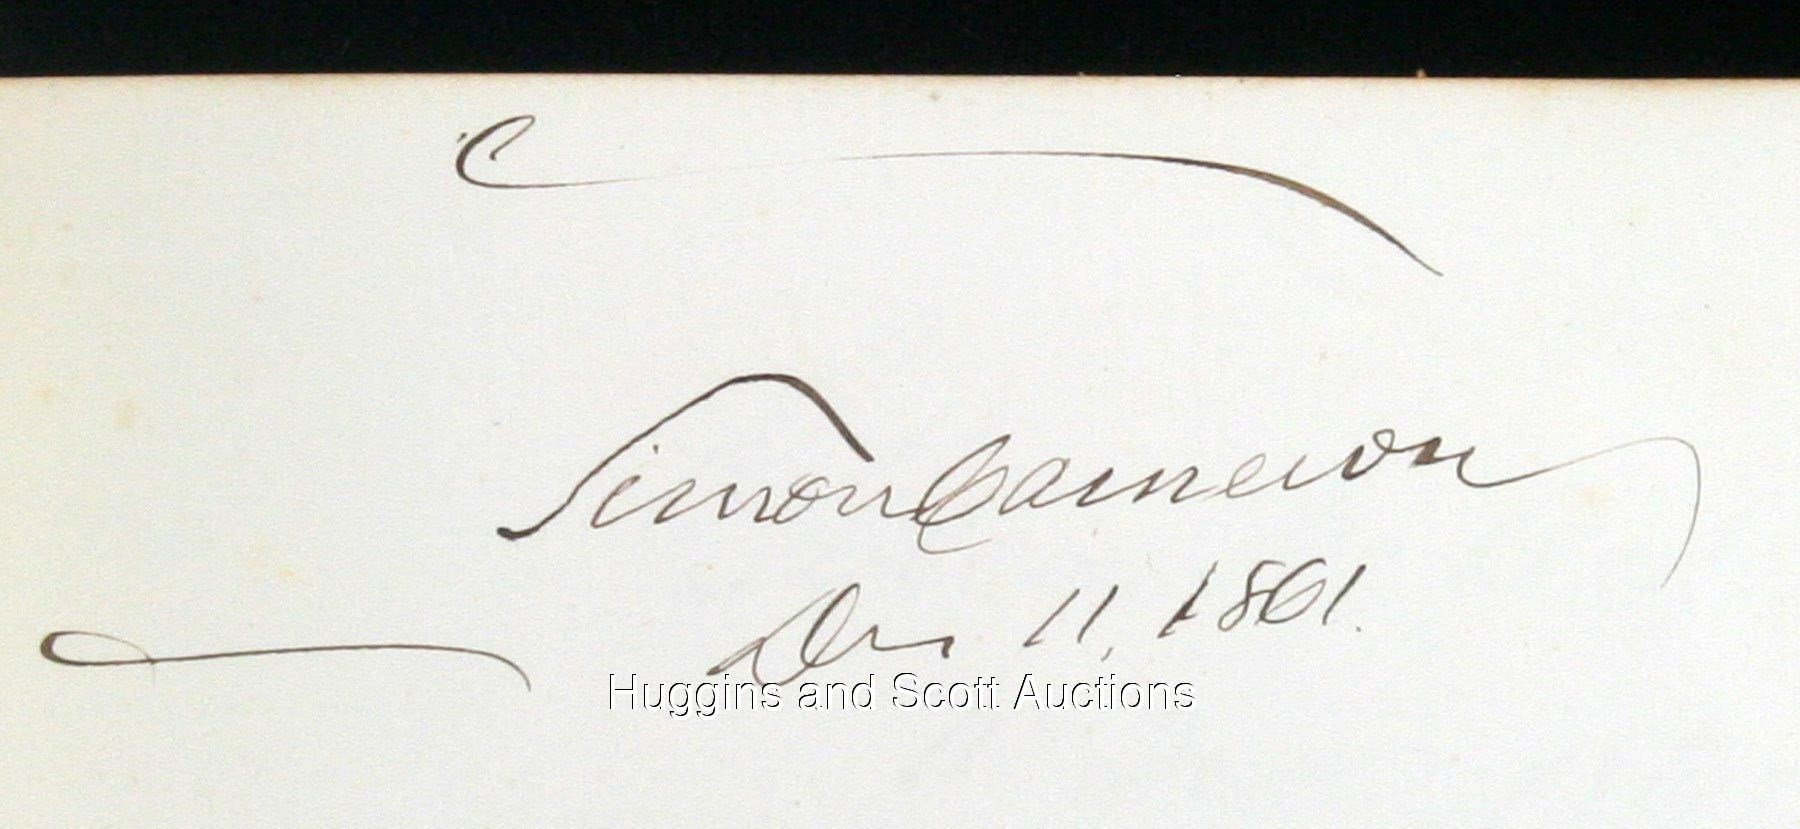 Simon Cameron
Dec 11, 1861.
Huggins and Scott Auctions